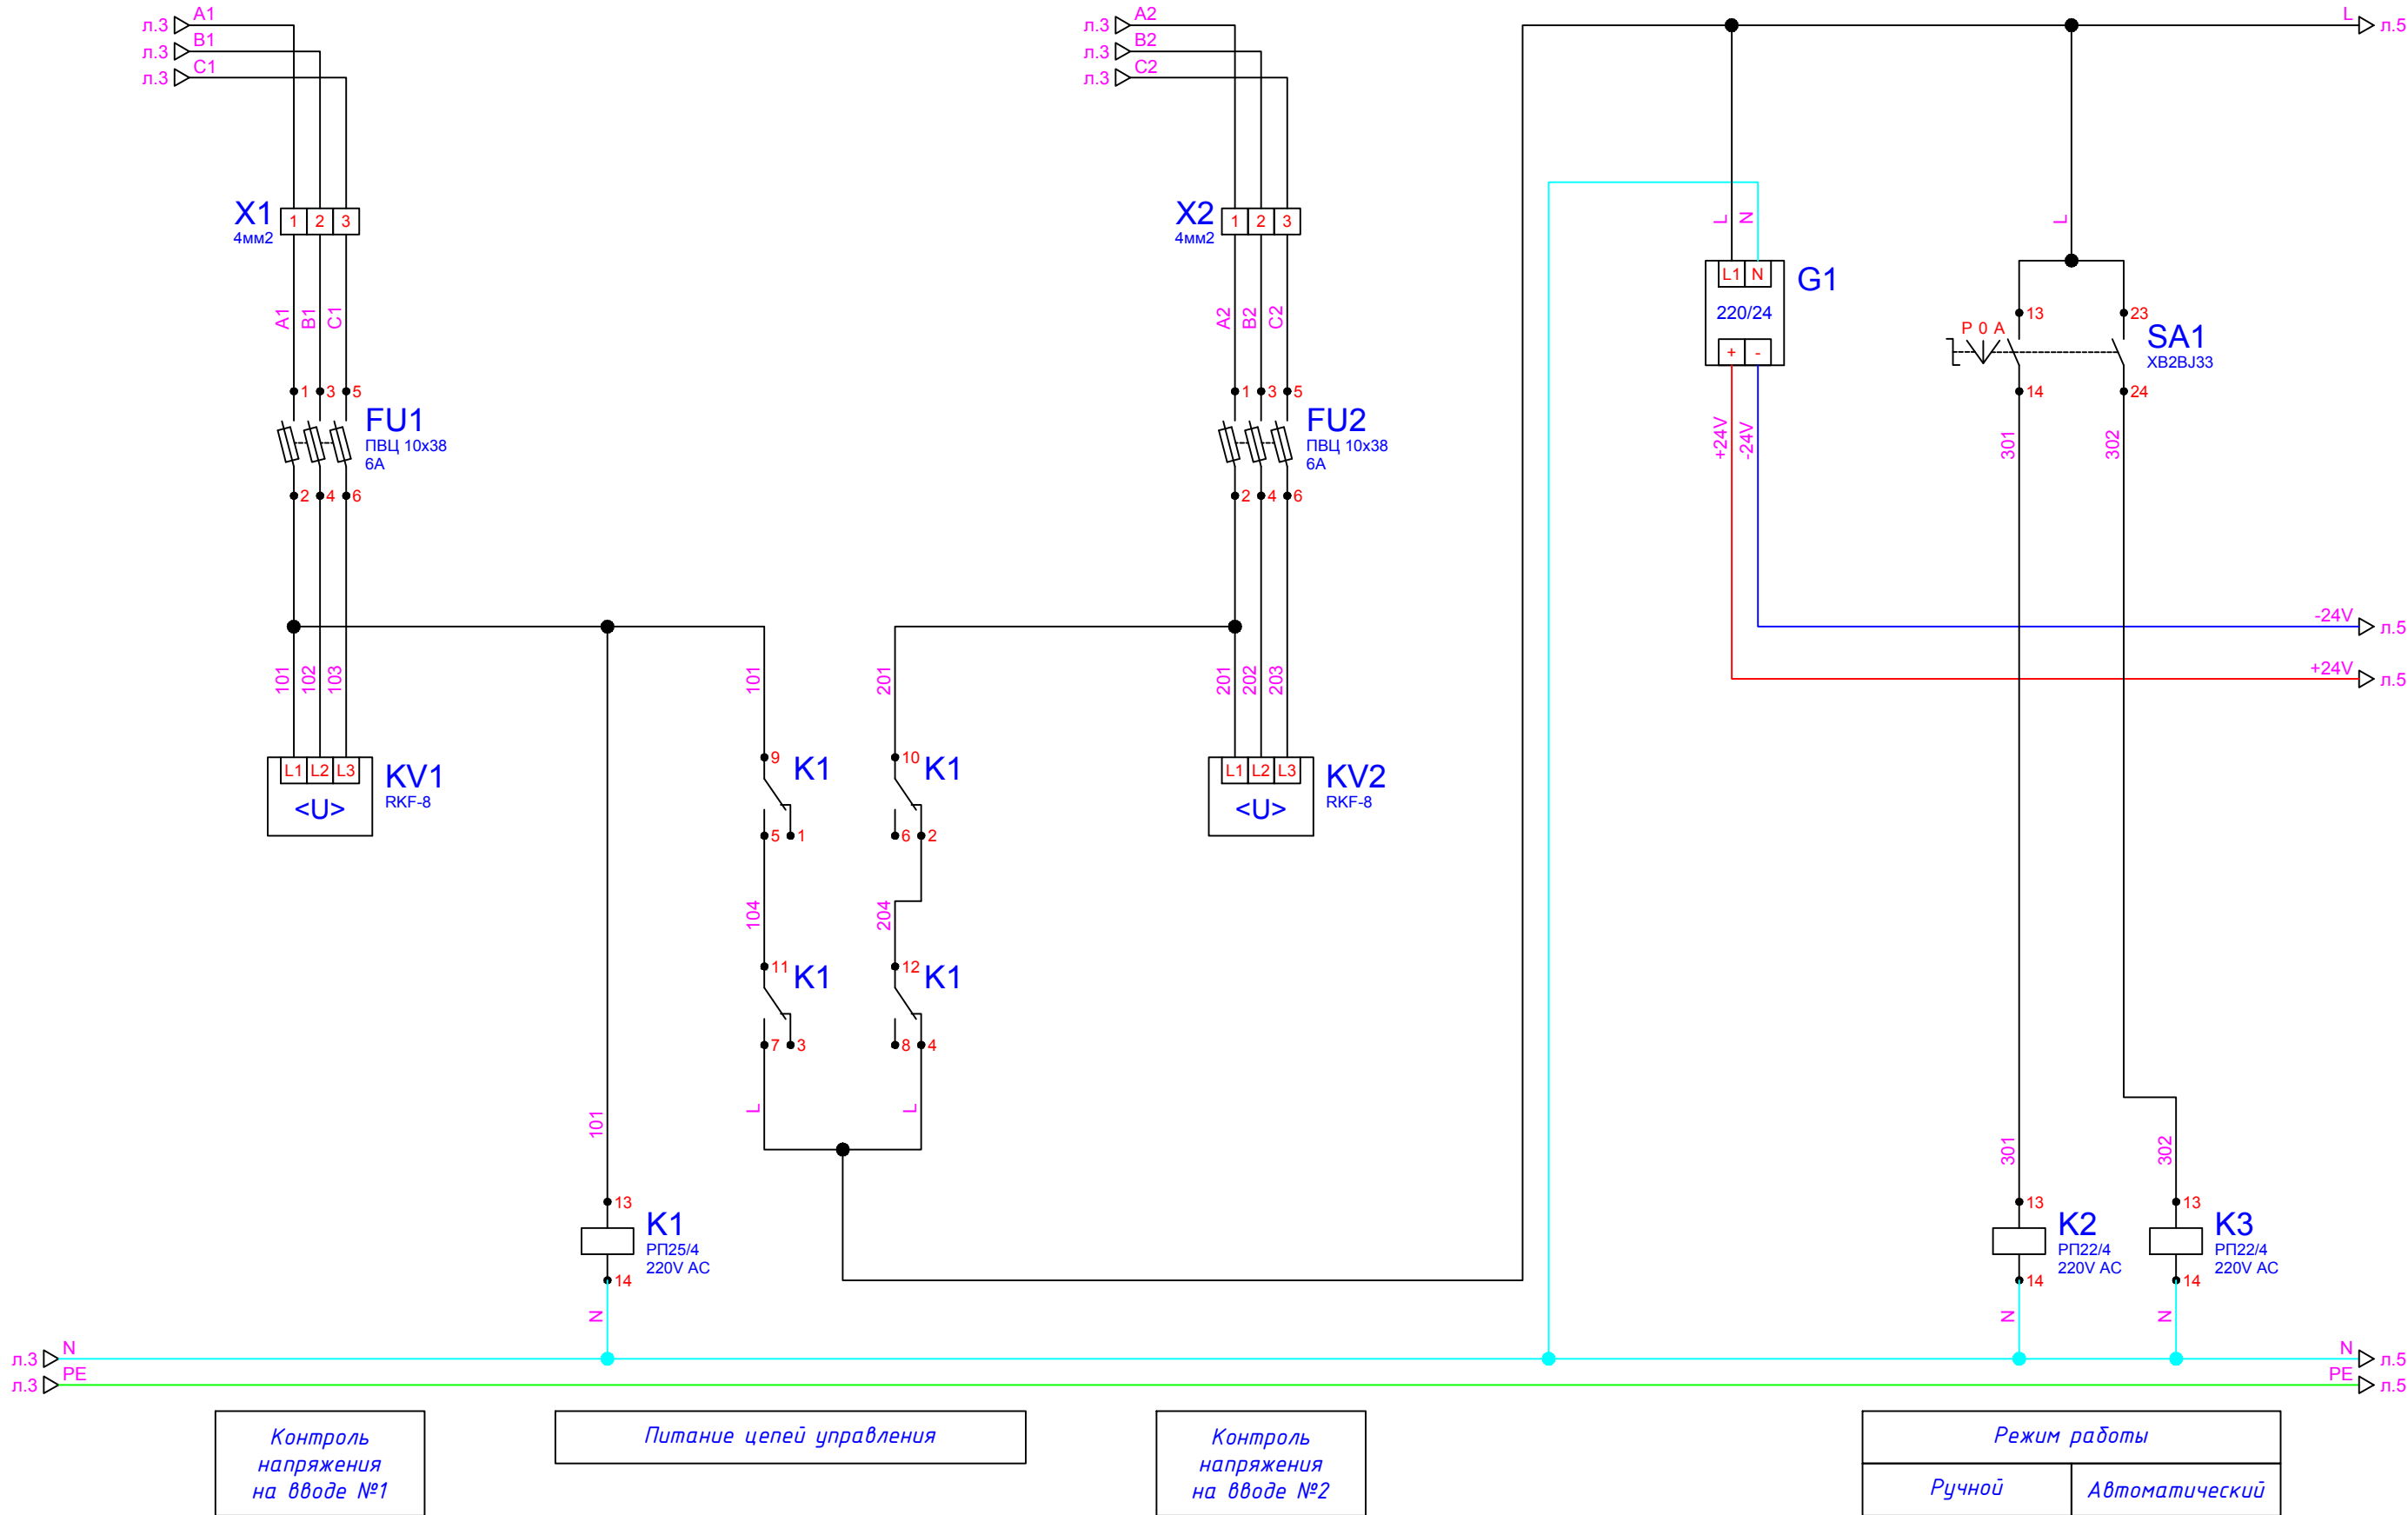 л.3 A1
л.3 B1
л.3 C1
л.3 A2
л.3 B2
л.3 C2
L л.5
X1
4мм2
1 2 3
X2
4мм2
1 2 3
L N
L
L1 N
G1
220/24
+ -
A1 B1 C1
A2 B2 C2
P 0 A
13
23
SA1
XB2BJ33
14
24
1 3 5
FU1
ПВЦ 10x38
6A
2 4 6
1 3 5
FU2
ПВЦ 10x38
6A
2 4 6
+24V -24V
301
302
-24V л.5
+24V л.5
101 102 103
101
201
201 202 203
L1 L2 L3
KV1
RKF-8
<U>
9 K1
5 1
10 K1
6 2
L1 L2 L3
KV2
RKF-8
<U>
104
204
11 K1
7 3
12 K1
8 4
101
L
L
301
302
13
K1
РП25/4
220V AC
14
N
13
K2
РП22/4
220V AC
14
N
13
K3
РП22/4
220V AC
14
N
л.3 N
N л.5
л.3 PE
PE л.5
Контроль
напряжения
на вводе №1
Питание цепей управления
Контроль
напряжения
на вводе №2
Режим работы
Ручной
Автоматический